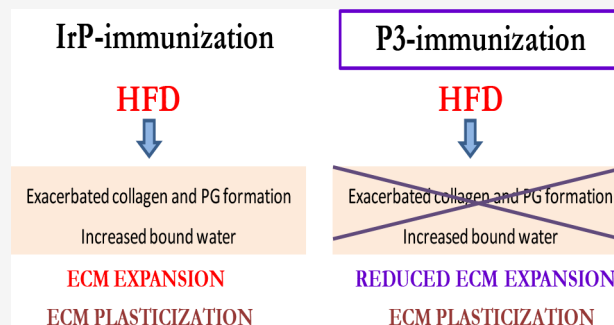 IrP-immunization
HFD
Exacerbated collagen and PG formation
Increased bound water
ECM EXPANSION
ECM PLASTICIZATION
P3-immunization
HFD
Exacerbated collagen and PG formation
Increased bound water
REDUCED ECM EXPANSION
ECM PLASTICIZATION